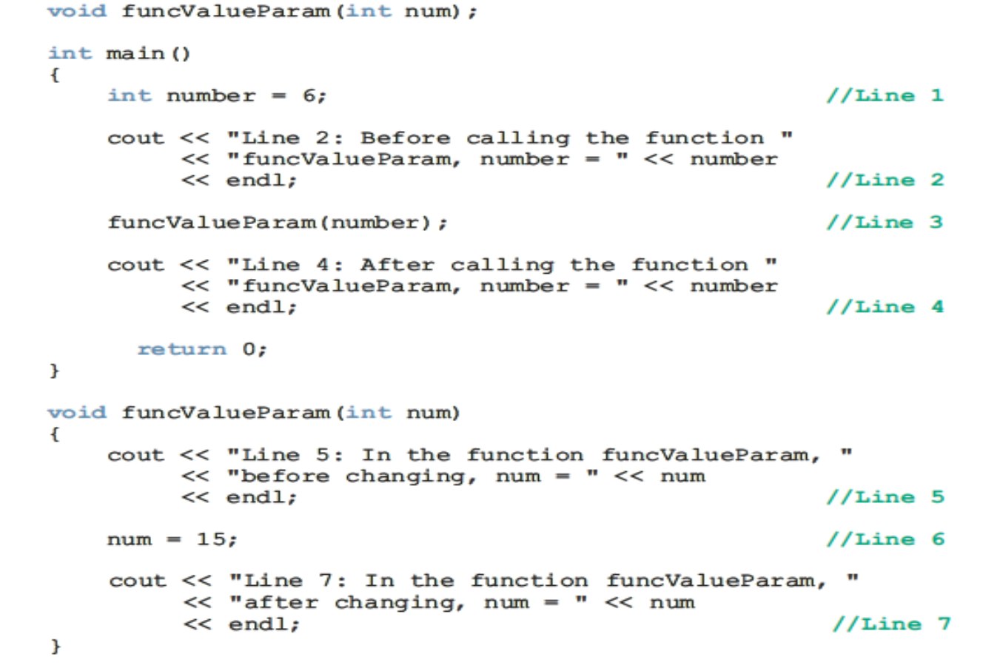 void funcValueParam(int num);
int main()
{
int number = 6; //Line 1
cout << "Line 2: Before calling the function "
<< "funcValueParam, number = " << number
<< endl; //Line 2
funcValueParam(number); //Line 3
cout << "Line 4: After calling the function "
<< "funcValueParam, number = " << number
<< endl; //Line 4
return 0;
}
void funcValueParam(int num)
{
cout << "Line 5: In the function funcValueParam, "
<< "before changing, num = " << num
<< endl; //Line 5
num = 15; //Line 6
cout << "Line 7: In the function funcValueParam, "
<< "after changing, num = " << num
<< endl; //Line 7
}